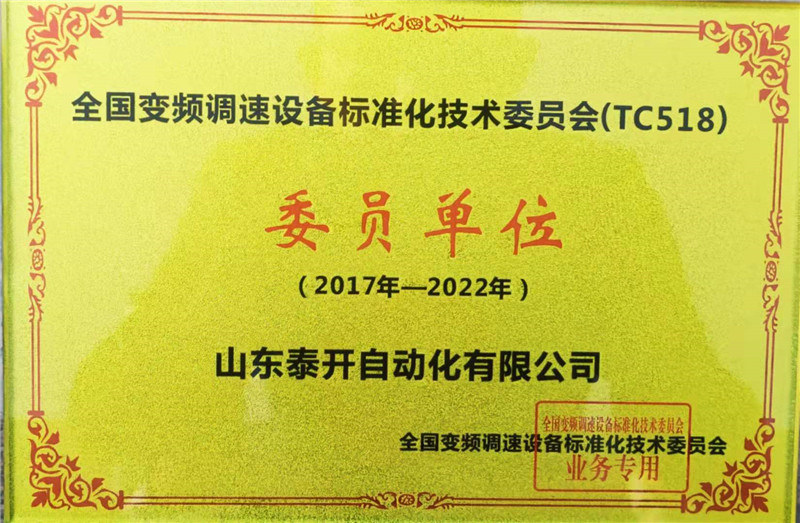 全国变频调速设备标准化技术委员会(TC518)
委员单位
（2017年—2022年）
山东泰开自动化有限公司
全国变频调速设备标准化技术委员会
全国变频调速设备标准化技术委员会
业务专用